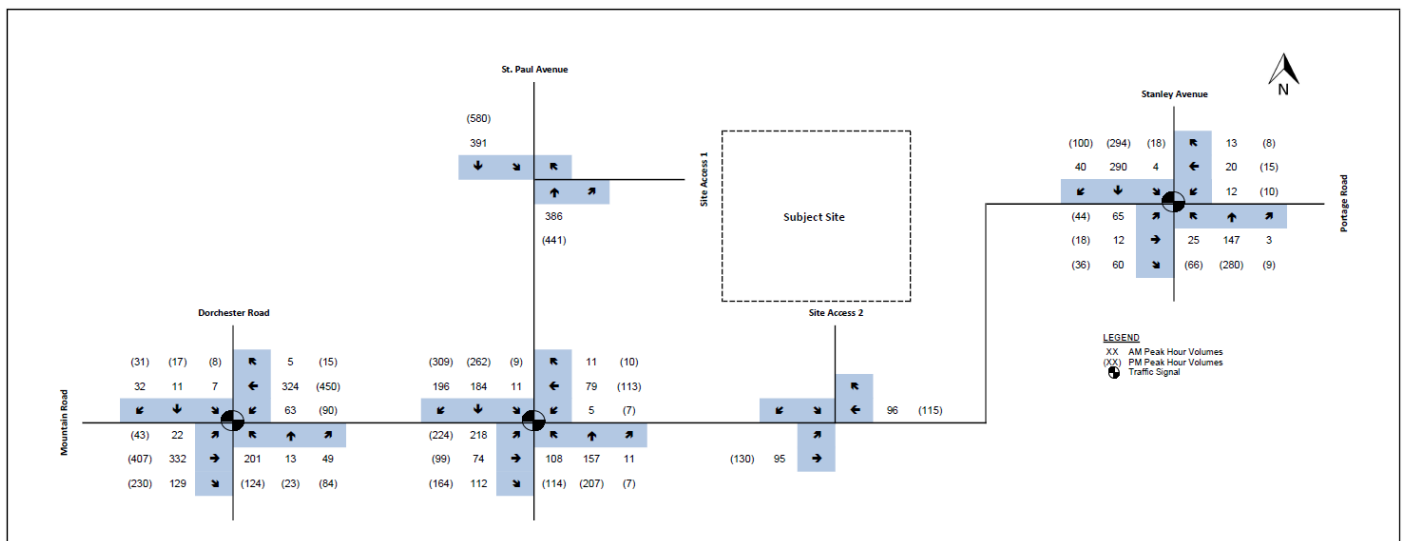 St. Paul Avenue
(580)
391
386
(441)
Site Access 1
Subject Site
N
Stanley Avenue
(100) (294) (18) 13 (8)
40 290 4 20 (15)
12 (10)
(44) 65
(18) 12 25 147 3
(36) 60 (66) (280) (9)
Portage Road
LEGEND
XX AM Peak Hour Volumes
(XX) PM Peak Hour Volumes
Traffic Signal
Dorchester Road
(31) (17) (8) 5 (15)
32 11 7 324 (450)
63 (90)
Mountain Road
(43) 22
(407) 332 201 13 49
(230) 129 (124) (23) (84)
(309) (262) (9) 11 (10)
196 184 11 79 (113)
5 (7)
(224) 218
(99) 74 108 157 11
(164) 112 (114) (207) (7)
Site Access 2
96 (115)
(130) 95